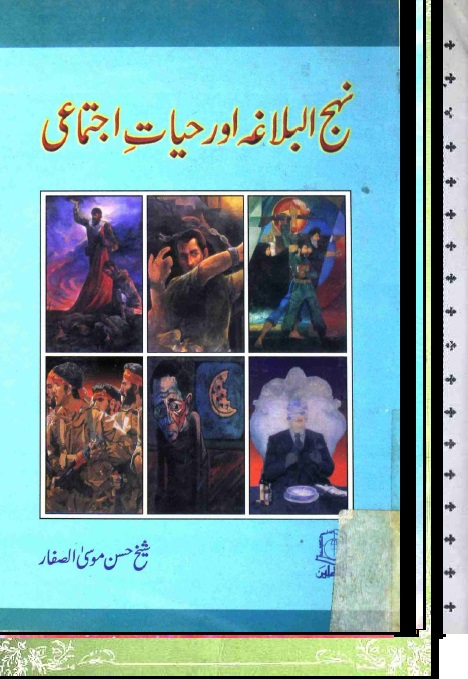 نہج البلاغہ اور حیاتِ اجتماعی
شیخ حسن موسیٰ الصفار